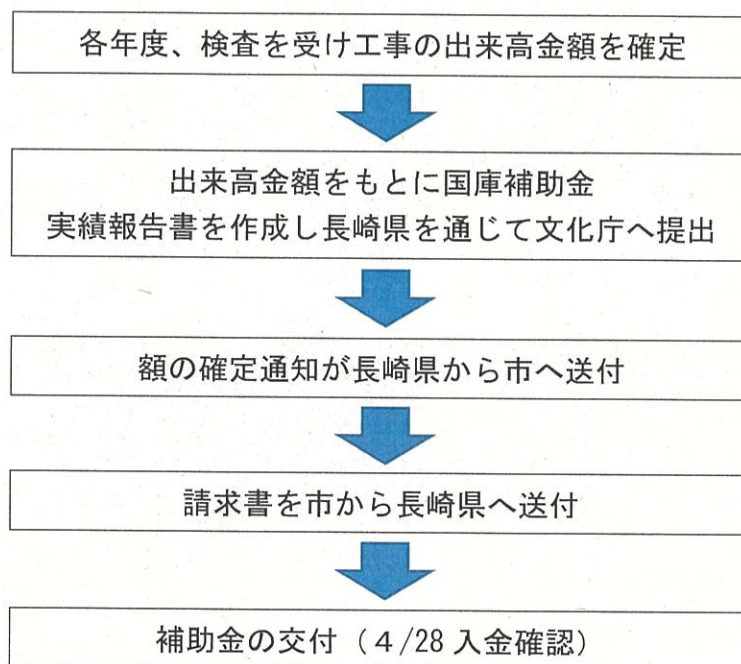 各年度、検査を受け工事の出来高金額を確定
出来高金額をもとに国庫補助金
実績報告書を作成し長崎県を通じて文化庁へ提出
額の確定通知が長崎県から市へ送付
請求書を市から長崎県へ送付
補助金の交付（４/28 入金確認）